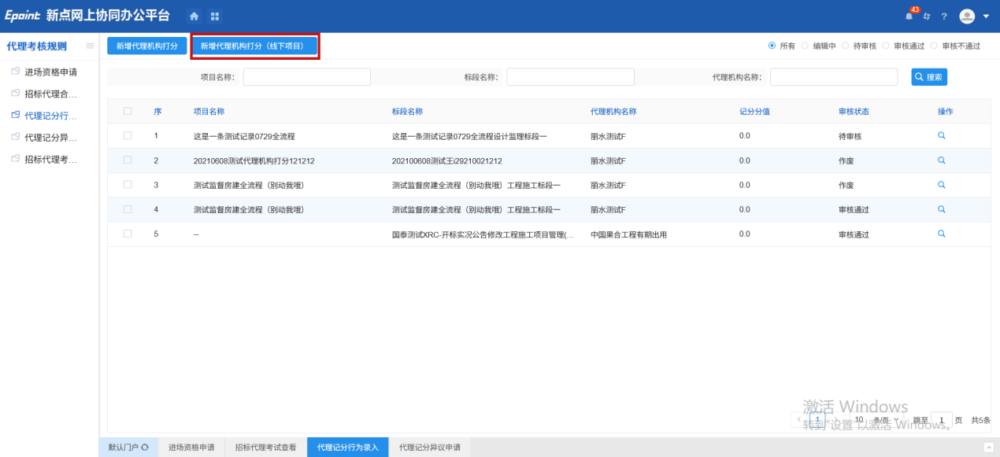 Epoint 新点网上协同办公平台
43
?
代理考核规则
新增代理机构打分
新增代理机构打分（线下项目）
所有 编辑中 待审核 审核通过 审核不通过
进场资格申请
招标代理合...
代理记分行...
代理记分异...
招标代理考...
项目名称：
标段名称：
代理机构名称：
搜索
序 项目名称 标段名称 代理机构名称 记分分值 审核状态 操作
1 这是一条测试记录0729全流程 这是一条测试记录0729全流程设计监理标段一 丽水测试F 0.0 待审核
2 20210608测试代理机构打分121212 202100608测试王i29210021212 丽水测试F 0.0 作废
3 测试监督房建全流程（别动我哦） 测试监督房建全流程（别动我哦）工程施工标段一 丽水测试F 0.0 作废
4 测试监督房建全流程（别动我哦） 测试监督房建全流程（别动我哦）工程施工标段一 丽水测试F 0.0 审核通过
5 -- 国泰测试XRC-开标实况公告修改工程施工项目管理(... 中国果合工程有期出用 0.0 审核通过
激活 Windows
转到"设置"以激活 Windows。
1 10 条/页 跳至 1 页 共5条
默认门户 进场资格申请 招标代理考试查看 代理记分行为录入 代理记分异议申请